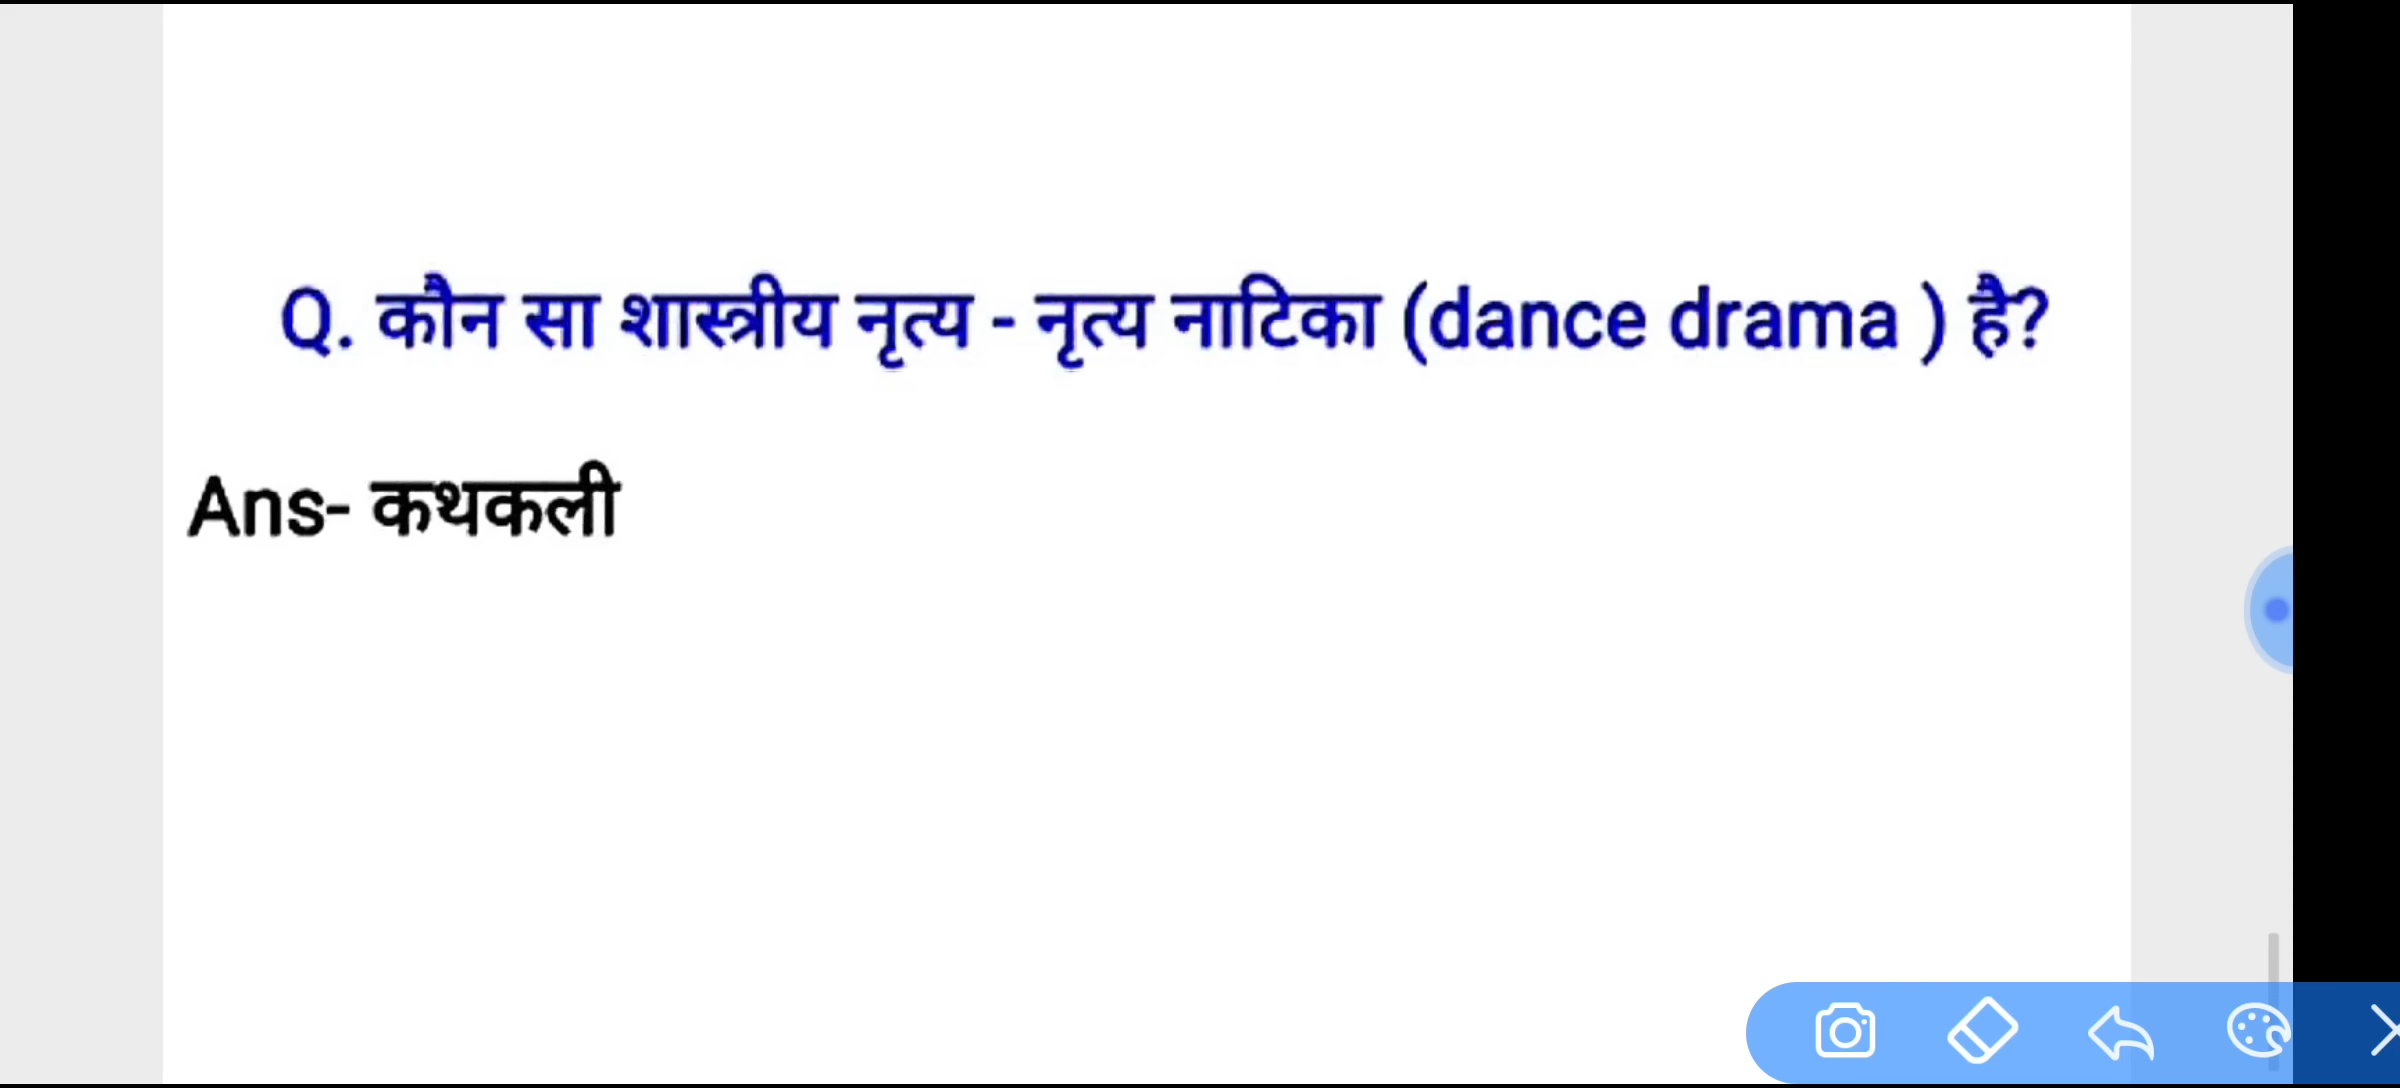 Q. कौन सा शास्त्रीय नृत्य - नृत्य नाटिका (dance drama ) है?
Ans- कथकली